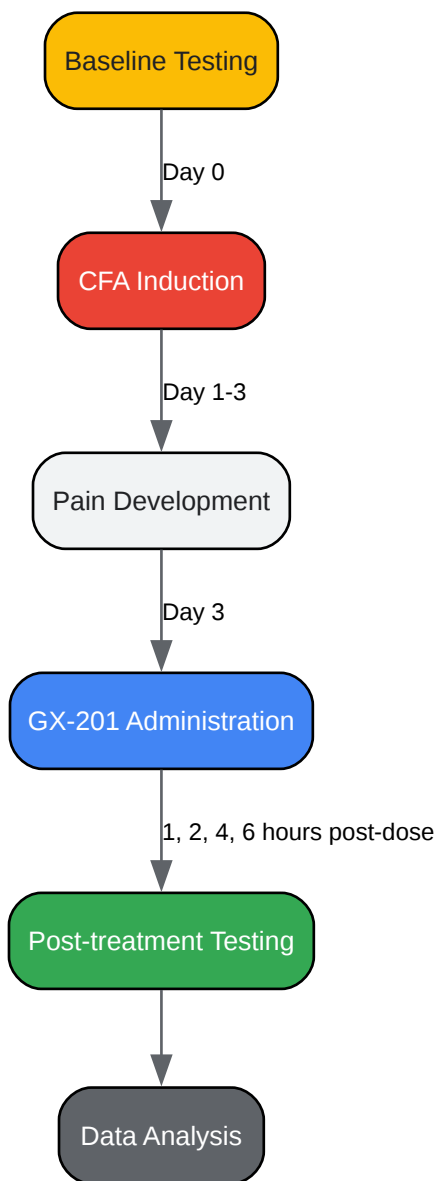 Baseline Testing
Day 0
CFA Induction
Day 1-3
Pain Development
Day 3
GX-201 Administration
1, 2, 4, 6 hours post-dose
Post-treatment Testing
Data Analysis